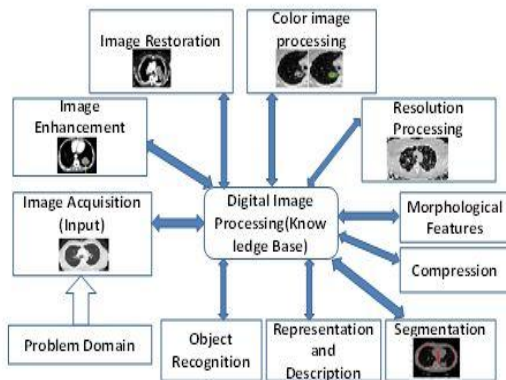 Image Restoration
Color image
processing
Image
Enhancement
Resolution
Processing
Image Acquisition
(Input)
Digital Image
Processing(Know
ledge Base)
Morphological
Features
Compression
Problem Domain
Object
Recognition
Representation
and
Description
Segmentation